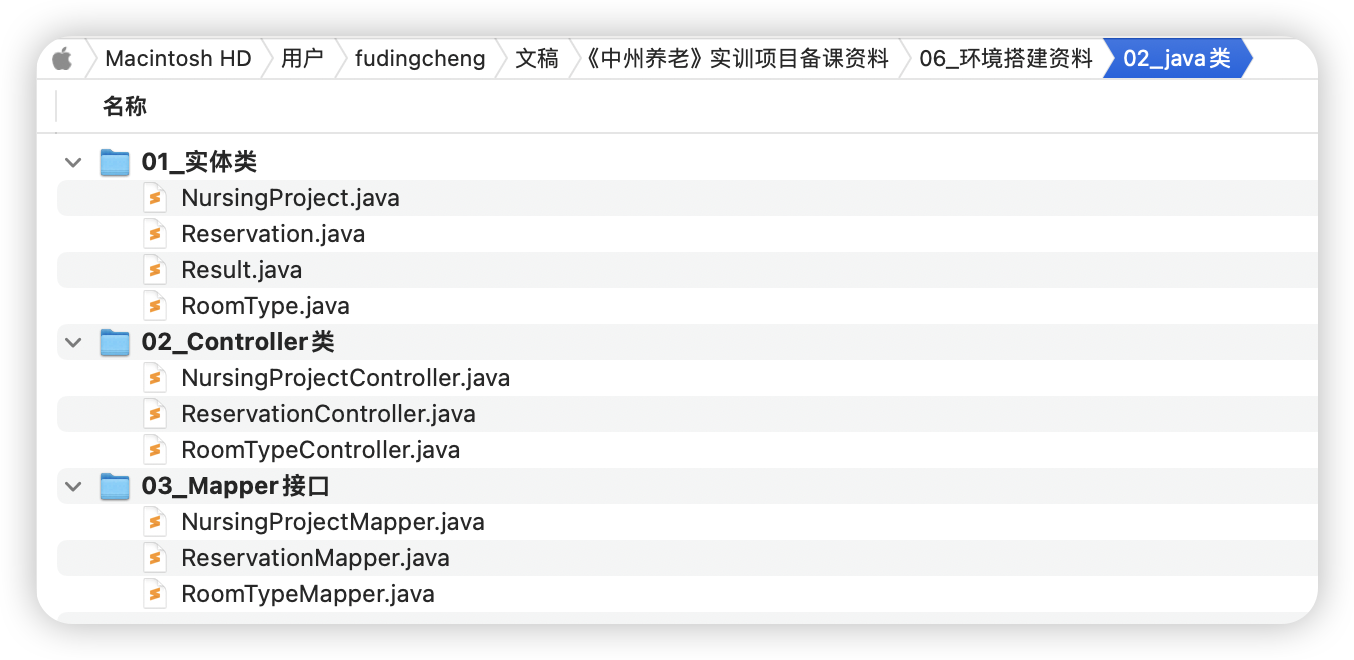 Macintosh HD 用户 fudingcheng 文稿 《中州养老》实训项目备课资料 06_环境搭建资料 02_java类
名称
01_实体类
NursingProject.java
Reservation.java
Result.java
RoomType.java
02_Controller类
NursingProjectController.java
ReservationController.java
RoomTypeController.java
03_Mapper接口
NursingProjectMapper.java
ReservationMapper.java
RoomTypeMapper.java